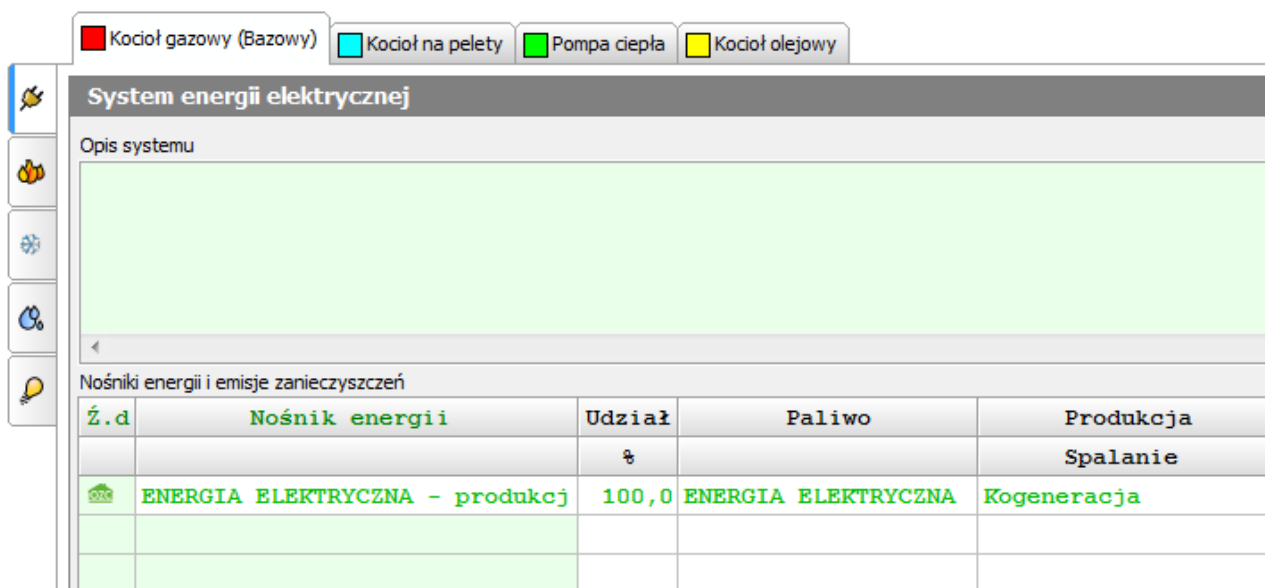 Kocioł gazowy (Bazowy) Kocioł na pelety Pompa ciepła Kocioł olejowy
System energii elektrycznej
Opis systemu
Nośniki energii i emisje zanieczyszczeń
Ź.d Nośnik energii Udział Paliwo Produkcja
% Spalanie
OZC ENERGIA ELEKTRYCZNA - produkcj 100,0 ENERGIA ELEKTRYCZNA Kogeneracja